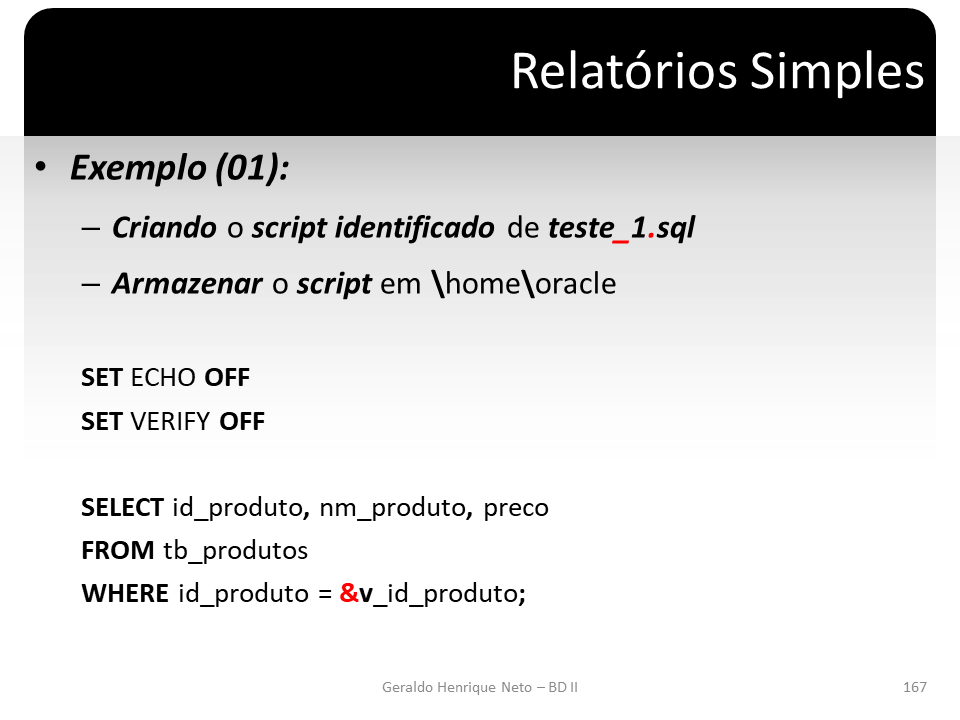 Relatórios Simples
• Exemplo (01):
– Criando o script identificado de teste_1.sql
– Armazenar o script em \home\oracle
SET ECHO OFF
SET VERIFY OFF
SELECT id_produto, nm_produto, preco
FROM tb_produtos
WHERE id_produto = &v_id_produto;
Geraldo Henrique Neto – BD II
167